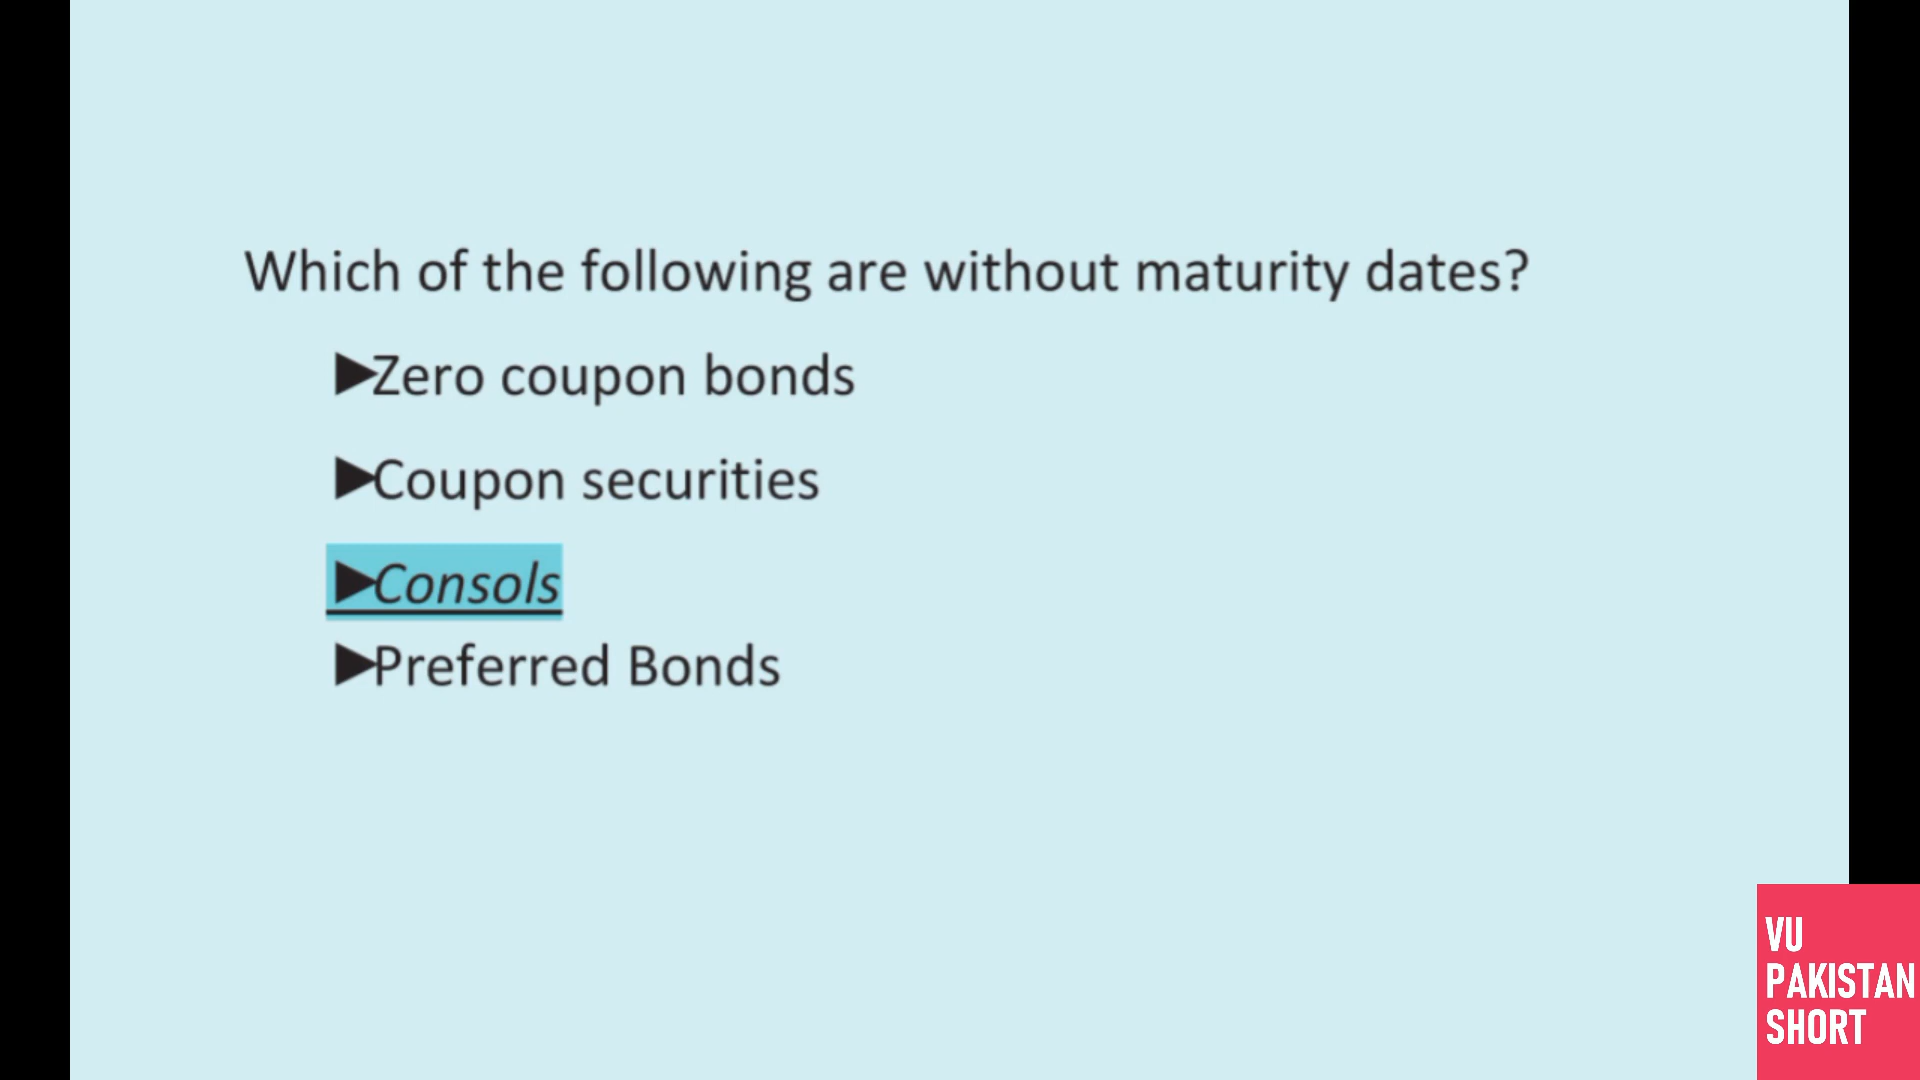 Which of the following are without maturity dates?
►Zero coupon bonds
►Coupon securities
►Consols
►Preferred Bonds
VU
PAKISTAN
SHORT